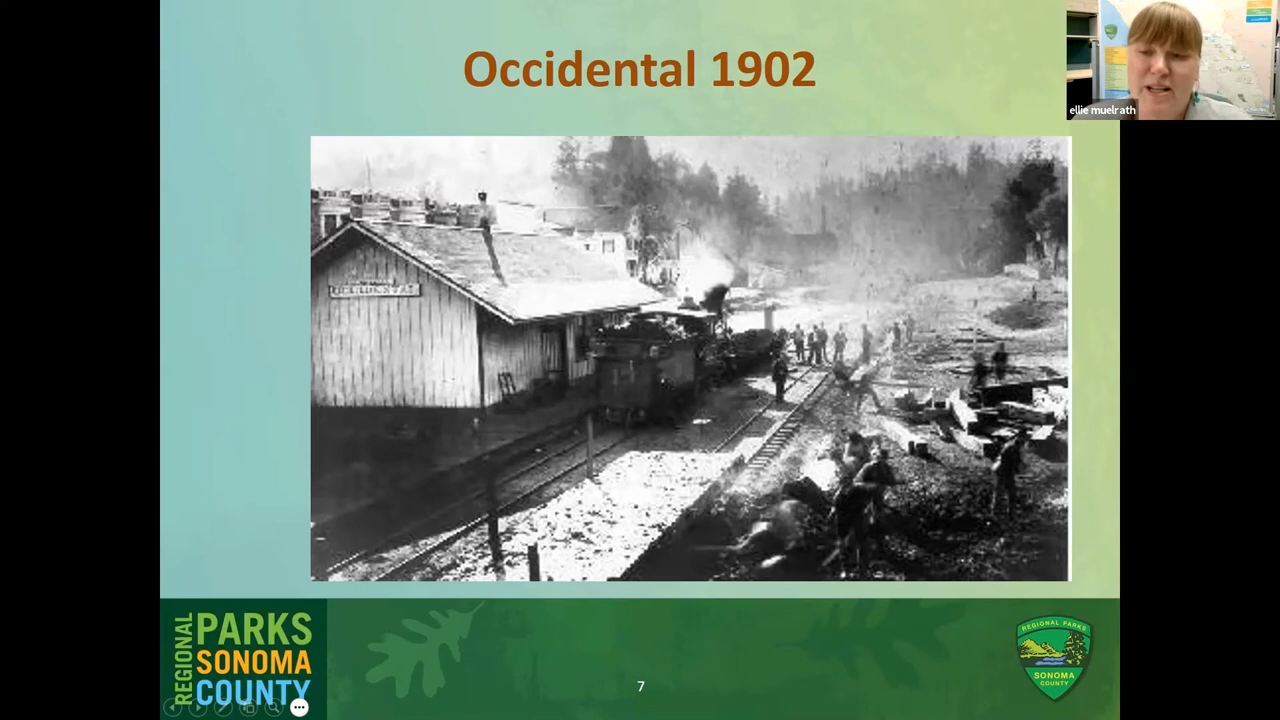 Occidental 1902
ellie muelrath
OCCIDENTAL
REGIONAL
PARKS
SONOMA
COUNTY
7
REGIONAL PARKS
SONOMA
COUNTY